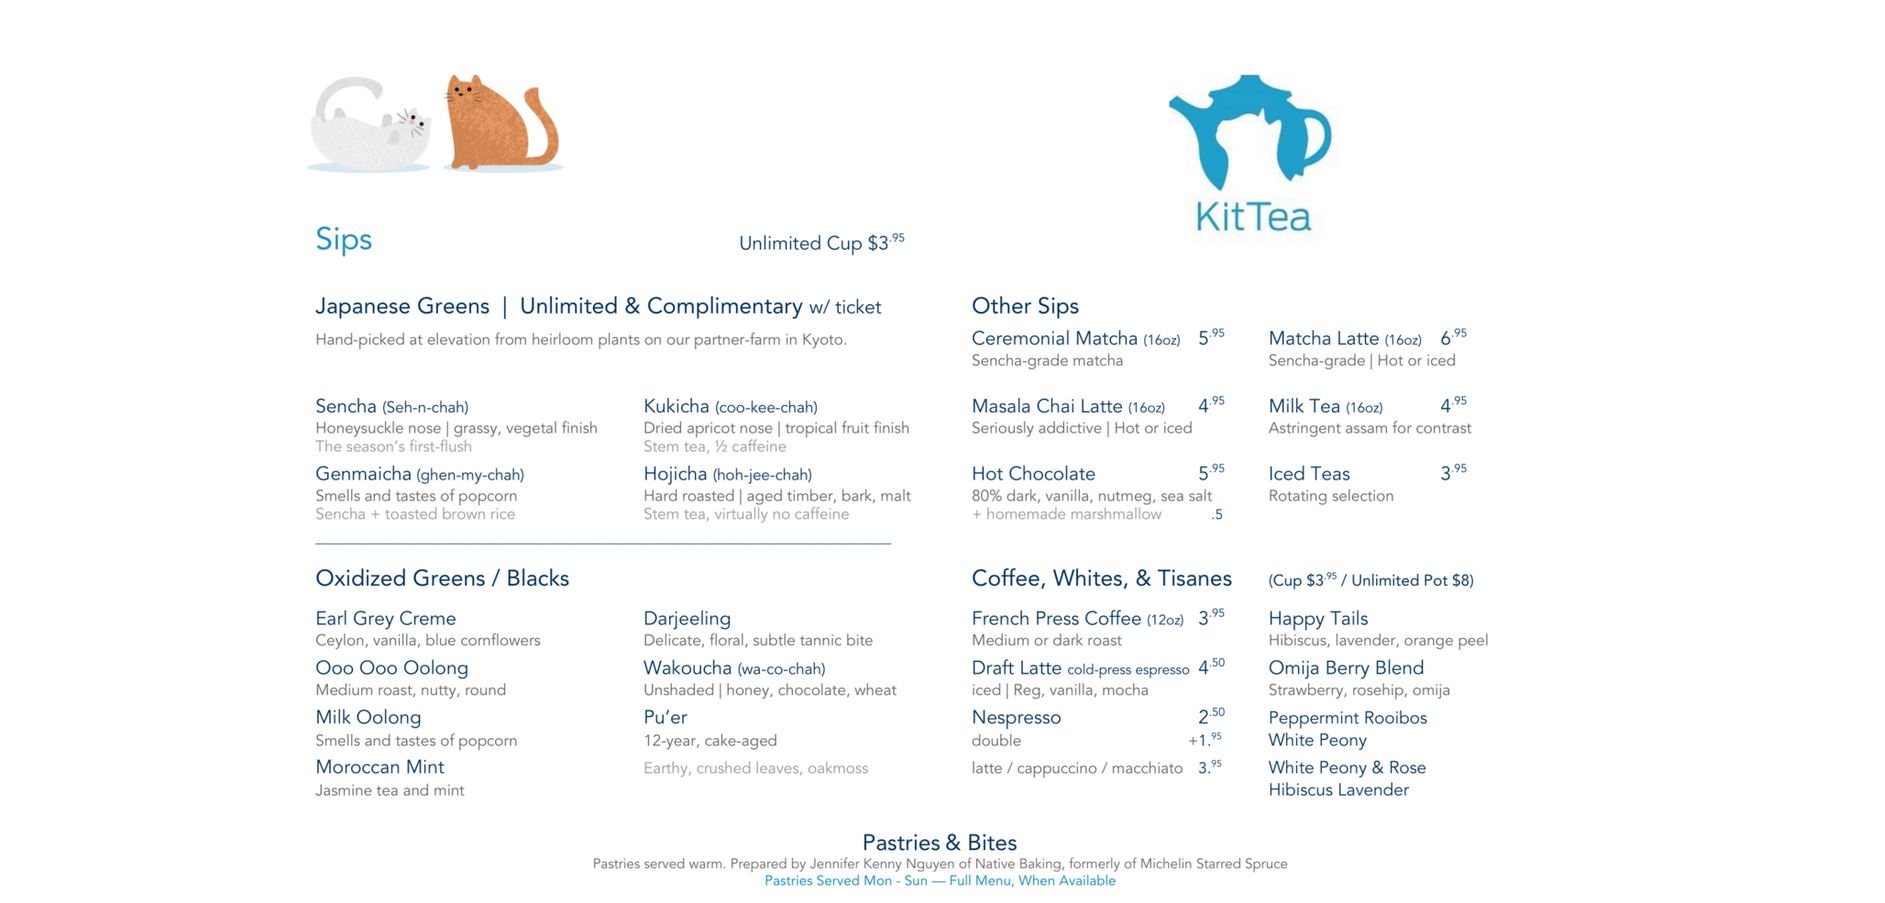 KitTea
Sips
Unlimited Cup $3.95
Japanese Greens | Unlimited & Complimentary w/ ticket
Hand-picked at elevation from heirloom plants on our partner-farm in Kyoto.
Sencha (Seh-n-chah)
Honeysuckle nose | grassy, vegetal finish
The season's first-flush
Genmaicha (ghen-my-chah)
Smells and tastes of popcorn
Sencha + toasted brown rice
Kukicha (coo-kee-chah)
Dried apricot nose | tropical fruit finish
Stem tea, ½ caffeine
Hojicha (hoh-jee-chah)
Hard roasted | aged timber, bark, malt
Stem tea, virtually no caffeine
Oxidized Greens / Blacks
Earl Grey Creme
Ceylon, vanilla, blue cornflowers
Ooo Ooo Oolong
Medium roast, nutty, round
Milk Oolong
Smells and tastes of popcorn
Moroccan Mint
Jasmine tea and mint
Darjeeling
Delicate, floral, subtle tannic bite
Wakoucha (wa-co-chah)
Unshaded | honey, chocolate, wheat
Pu'er
12-year, cake-aged
Earthy, crushed leaves, oakmoss
Other Sips
Ceremonial Matcha (16oz) 5.95
Sencha-grade matcha
Masala Chai Latte (16oz) 4.95
Seriously addictive | Hot or iced
Hot Chocolate 5.95
80% dark, vanilla, nutmeg, sea salt
+ homemade marshmallow .5
Matcha Latte (16oz) 6.95
Sencha-grade | Hot or iced
Milk Tea (16oz) 4.95
Astringent assam for contrast
Iced Teas 3.95
Rotating selection
Coffee, Whites, & Tisanes (Cup $3.95 / Unlimited Pot $8)
French Press Coffee (12oz) 3.95
Medium or dark roast
Draft Latte cold-press espresso 4.50
iced | Reg, vanilla, mocha
Nespresso 2.50
double +1.95
latte / cappuccino / macchiato 3.95
Happy Tails
Hibiscus, lavender, orange peel
Omija Berry Blend
Strawberry, rosehip, omija
Peppermint Rooibos
White Peony
White Peony & Rose
Hibiscus Lavender
Pastries & Bites
Pastries served warm. Prepared by Jennifer Kenny Nguyen of Native Baking, formerly of Michelin Starred Spruce
Pastries Served Mon - Sun — Full Menu, When Available